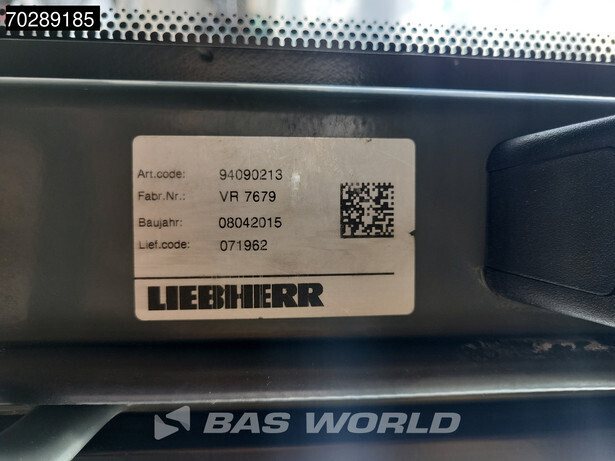 70289185
Art.code: 94090213
Fabr.Nr.: VR 7679
Baujahr: 08042015
Lief.code: 071962
LIEBHERR
BAS WORLD